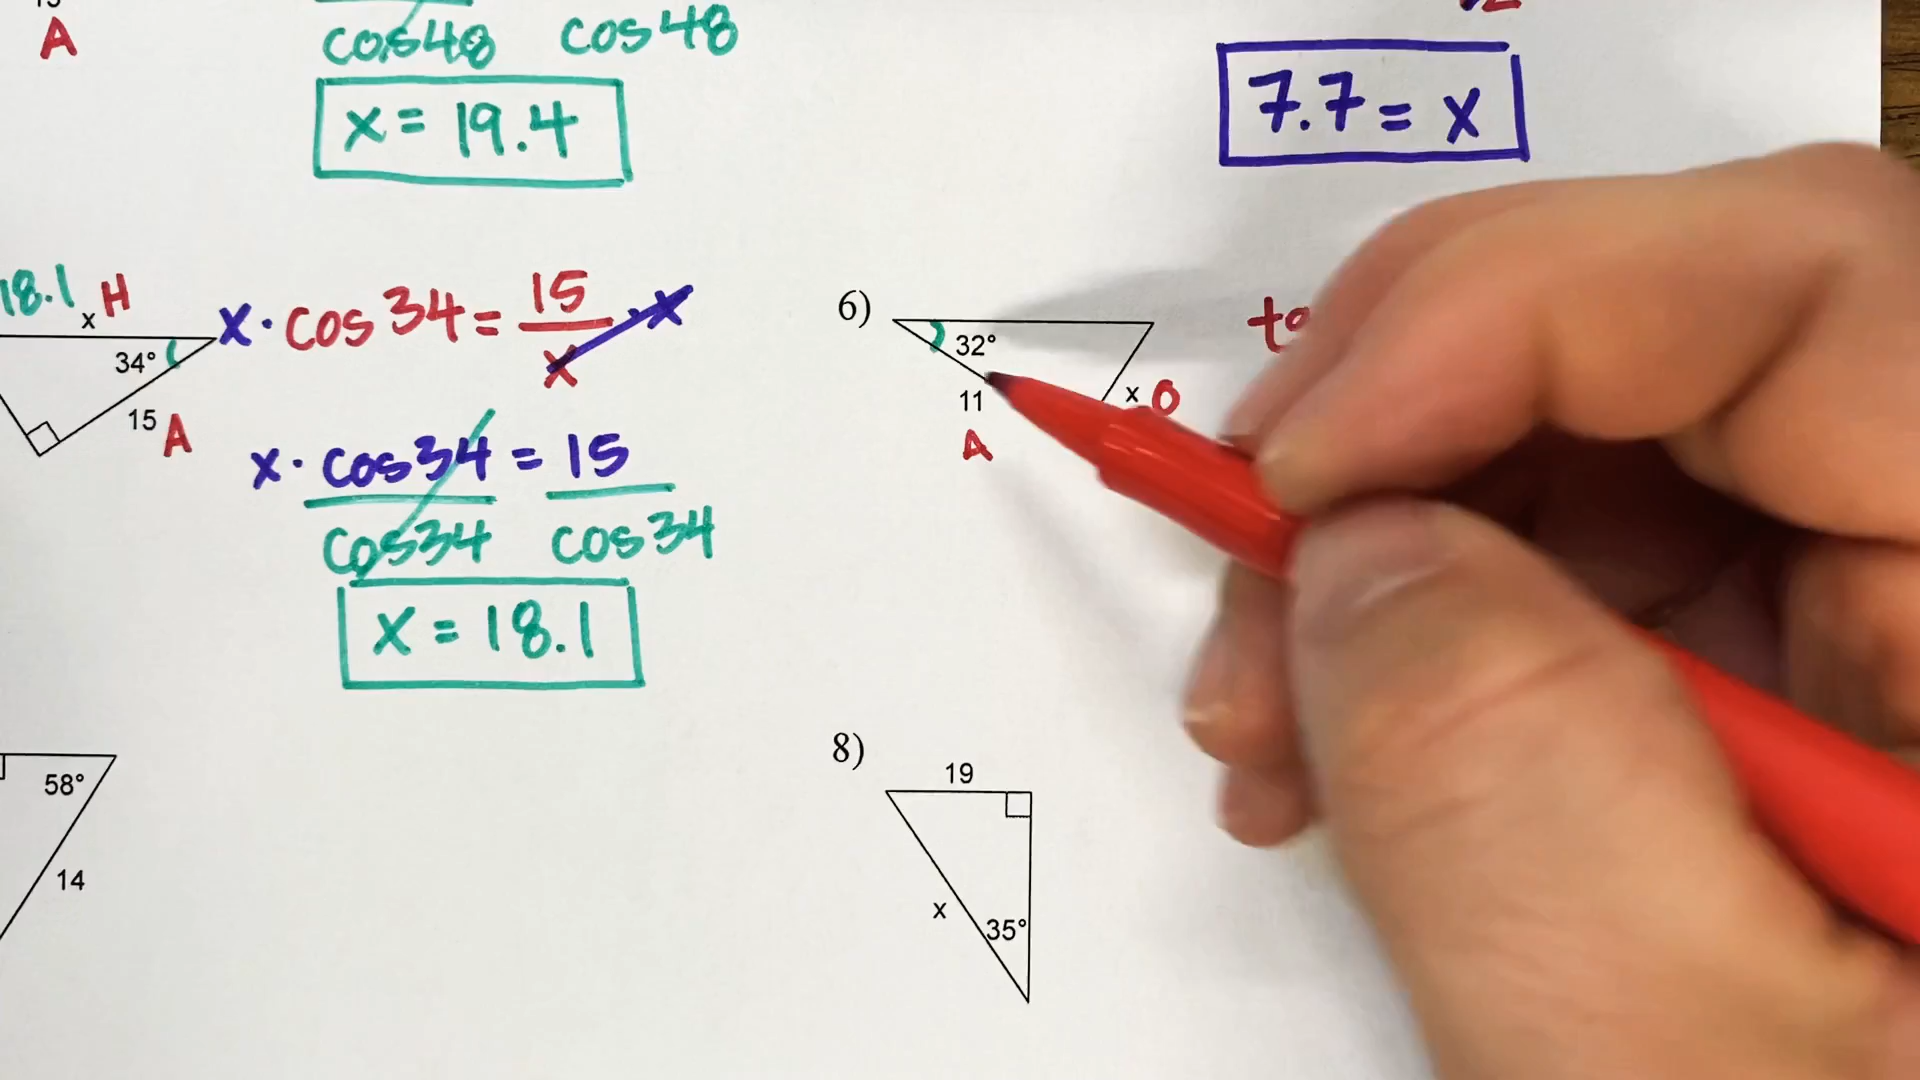 A
cos48 cos48
x = 19.4
7.7 = x
18.1 x H
34°
15 A
x · cos 34 = 15/x · x
x · cos34 = 15
cos34 cos34
x = 18.1
6)
32°
11
A
x O
58°
14
8)
19
x
35°